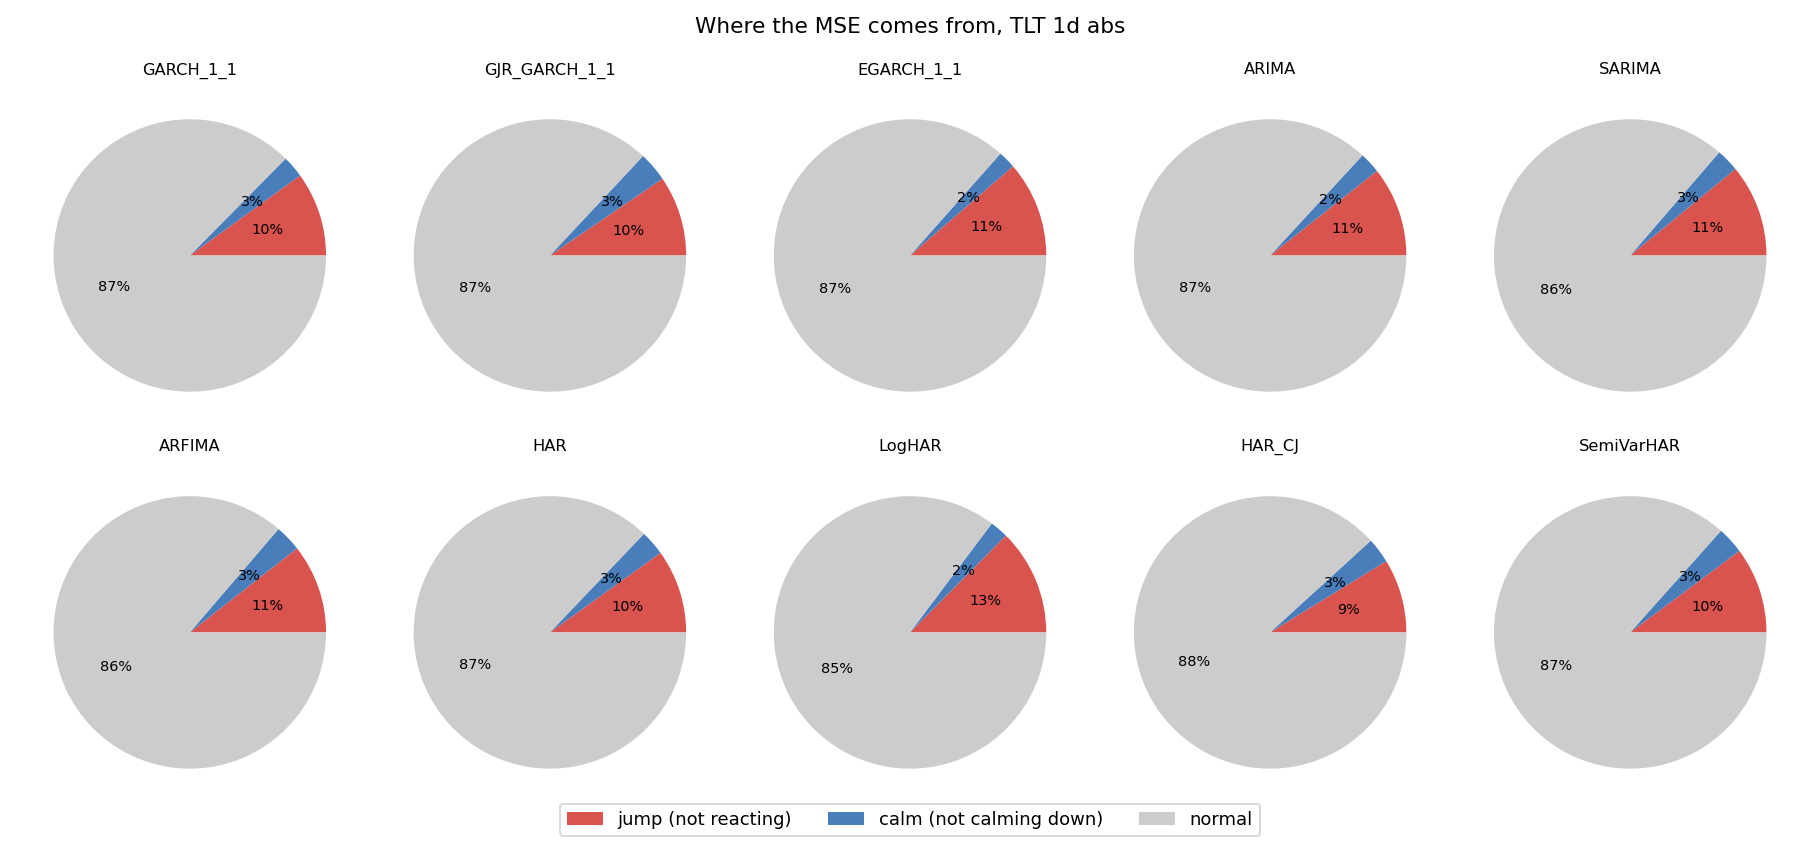 Where the MSE comes from, TLT 1d abs
GARCH_1_1
GJR_GARCH_1_1
EGARCH_1_1
ARIMA
SARIMA
3%
10%
87%
3%
10%
87%
2%
11%
87%
2%
11%
87%
3%
11%
86%
ARFIMA
HAR
LogHAR
HAR_CJ
SemiVarHAR
3%
11%
86%
3%
10%
87%
2%
13%
85%
3%
9%
88%
3%
10%
87%
jump (not reacting)
calm (not calming down)
normal